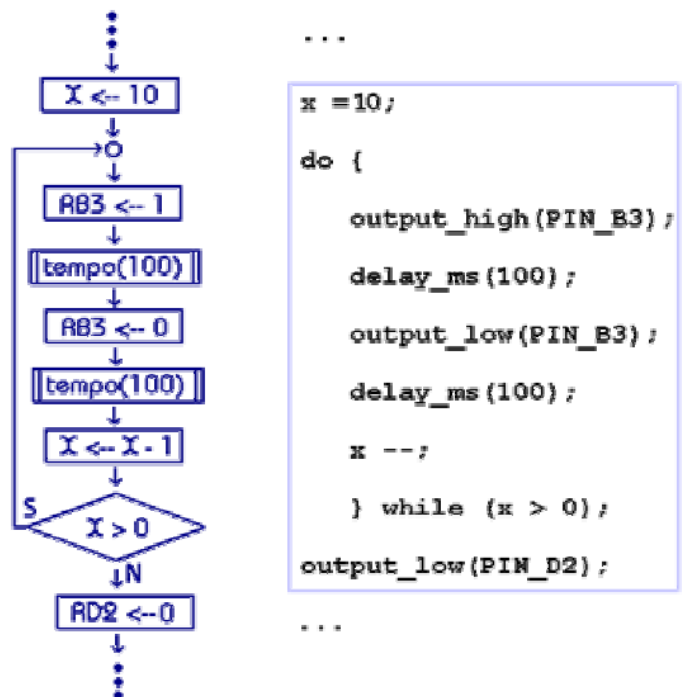 X <-- 10
RB3 <-- 1
tempo(100)
RB3 <-- 0
tempo(100)
X <-- X - 1
S
X > 0
N
RD2 <--0
...
x =10;
do {
output_high(PIN_B3);
delay_ms(100);
output_low(PIN_B3);
delay_ms(100);
x --;
} while (x > 0);
output_low(PIN_D2);
...